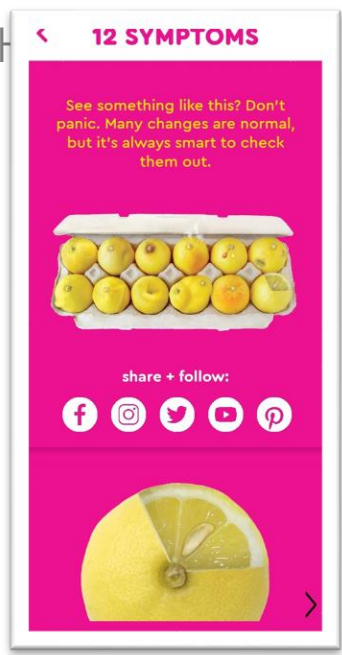 12 SYMPTOMS
See something like this? Don't
panic. Many changes are normal,
but it's always smart to check
them out.
share + follow: